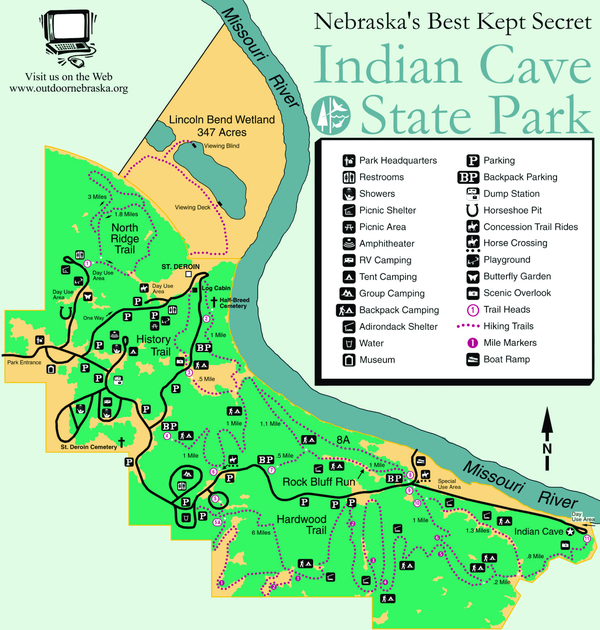 Nebraska's Best Kept Secret
Indian Cave
State Park
Visit us on the Web
www.outdoornebraska.org
Missouri
River
Lincoln Bend Wetland
347 Acres
Viewing Blind
Viewing Deck
3 Miles
1.8 Miles
North
Ridge
Trail
Day Use
Area
Day Use
Area
Day Use
Area
ST. DEROIN
Log Cabin
Half-Breed
Cemetery
One Way
History
Trail
1 Mile
.5 Mile
Park Entrance
St. Deroin Cemetery
1 Mile
1.1 Miles
1 Mile
.5 Mile
8A
1 Mile
Rock Bluff Run
Special
Use Area
Missouri River
Hardwood
Trail
6 Miles
1 Mile
1.3 Miles
Indian Cave
Day
Use Area
.8 Mile
.2 Mile
N
Park Headquarters
Restrooms
Showers
Picnic Shelter
Picnic Area
Amphitheater
RV Camping
Tent Camping
Group Camping
Backpack Camping
Adirondack Shelter
Water
Museum
P Parking
BP Backpack Parking
Dump Station
Horseshoe Pit
Concession Trail Rides
Horse Crossing
Playground
Butterfly Garden
Scenic Overlook
1 Trail Heads
Hiking Trails
1 Mile Markers
Boat Ramp